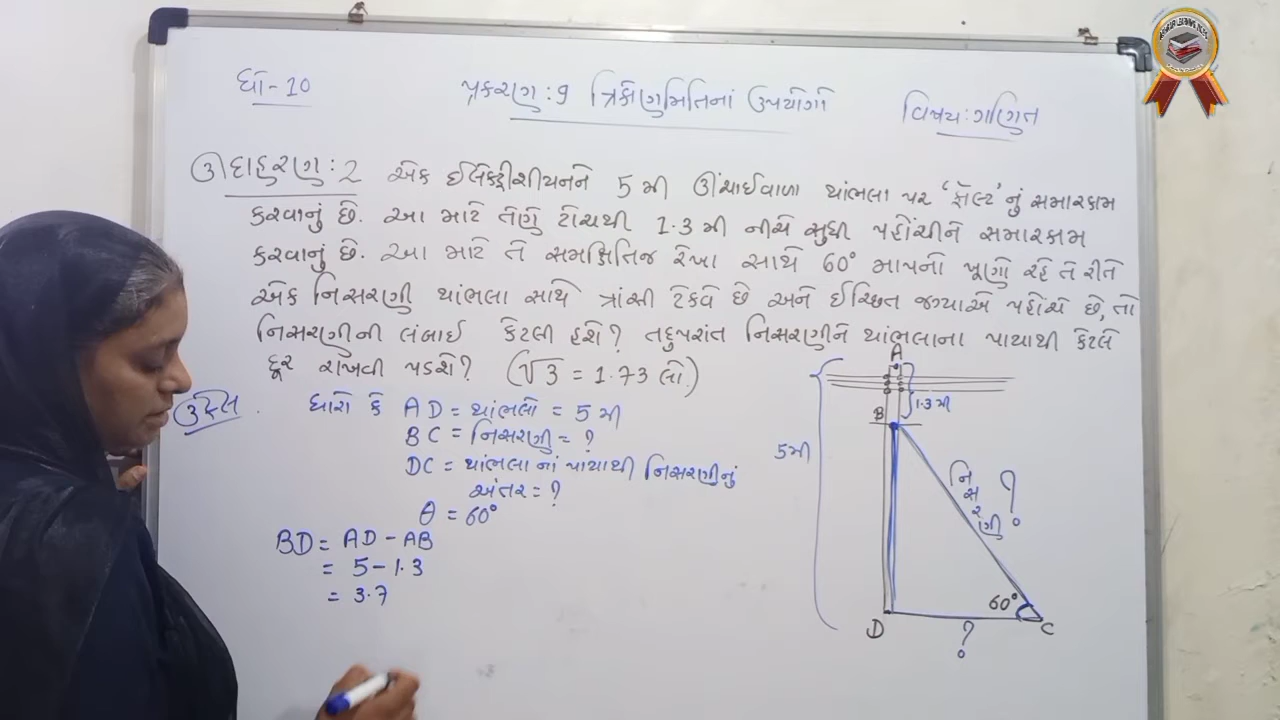 ધો-10
પ્રકરણ:9 ત્રિકોણમિતિનાં ઉપયોગો
વિષય:ગણિત
ઉદાહરણ:2 એક ઈલેક્ટ્રીશીયનને 5 મી ઊંચાઈવાળા થાંભલા પર 'ફોલ્ટ'નું સમારકામ
કરવાનું છે. આ માટે તેણે ટોચથી 1.3 મી નીચે સુધી પહોંચીને સમારકામ
કરવાનું છે. આ માટે તે સમક્ષિતિજ રેખા સાથે 60° માપનો ખૂણો રહે તે રીતે
એક નિસરણી થાંભલા સાથે ત્રાંસી ટેકવે છે અને ઈચ્છિત જગ્યાએ પહોંચે છે, તો
નિસરણીની લંબાઈ કેટલી હશે? તદુપરાંત નિસરણીને થાંભલાના પાયાથી કેટલે
દૂર રાખવી પડશે? (√3 = 1.73 લો)
ઉકેલ. ધારો કે AD = થાંભલો = 5 મી
BC = નિસરણી = ?
DC = થાંભલાનાં પાયાથી નિસરણીનું
અંતર = ?
θ = 60°
BD = AD - AB
= 5 - 1.3
= 3.7
A
1.3 મી
B
5 મી
નિસરણી ?
60°
D
?
C